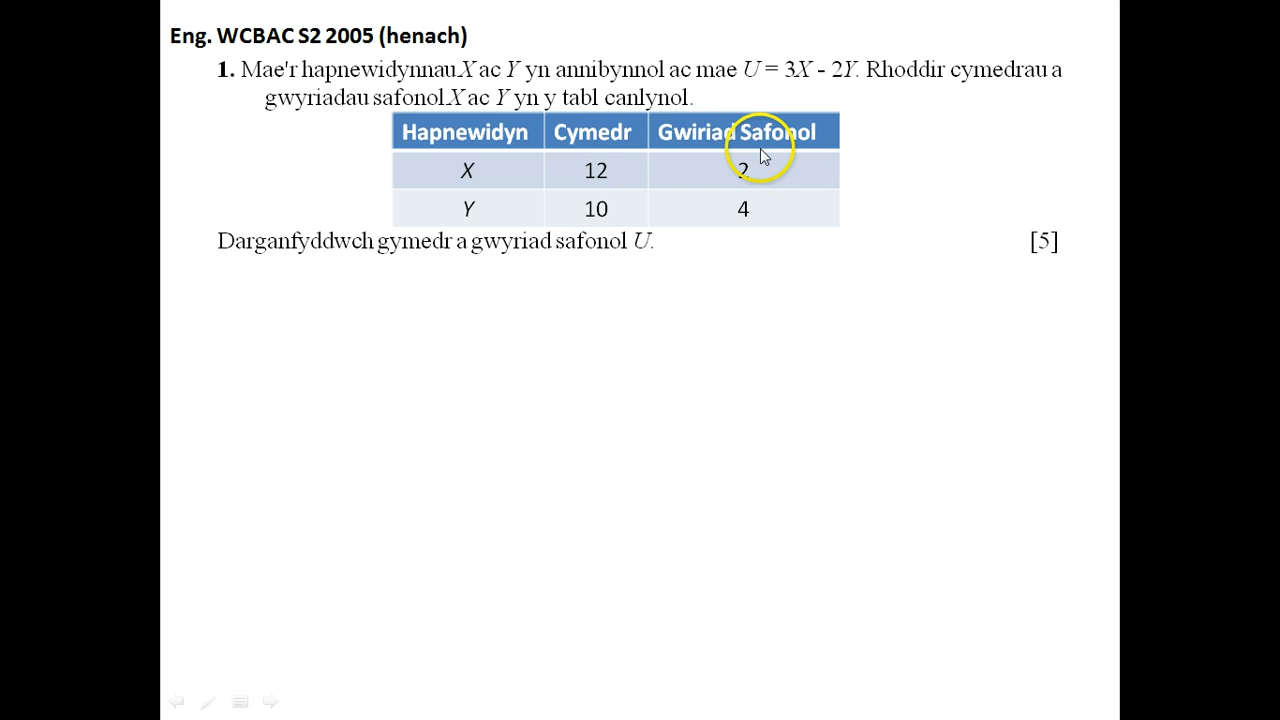 Eng. WCBAC S2 2005 (henach)
1. Mae'r hapnewidynnau X ac Y yn annibynnol ac mae U = 3X - 2Y. Rhoddir cymedrau a
gwyriadau safonol X ac Y yn y tabl canlynol.
Hapnewidyn Cymedr Gwiriad Safonol
X 12 2
Y 10 4
Darganfyddwch gymedr a gwyriad safonol U. [5]